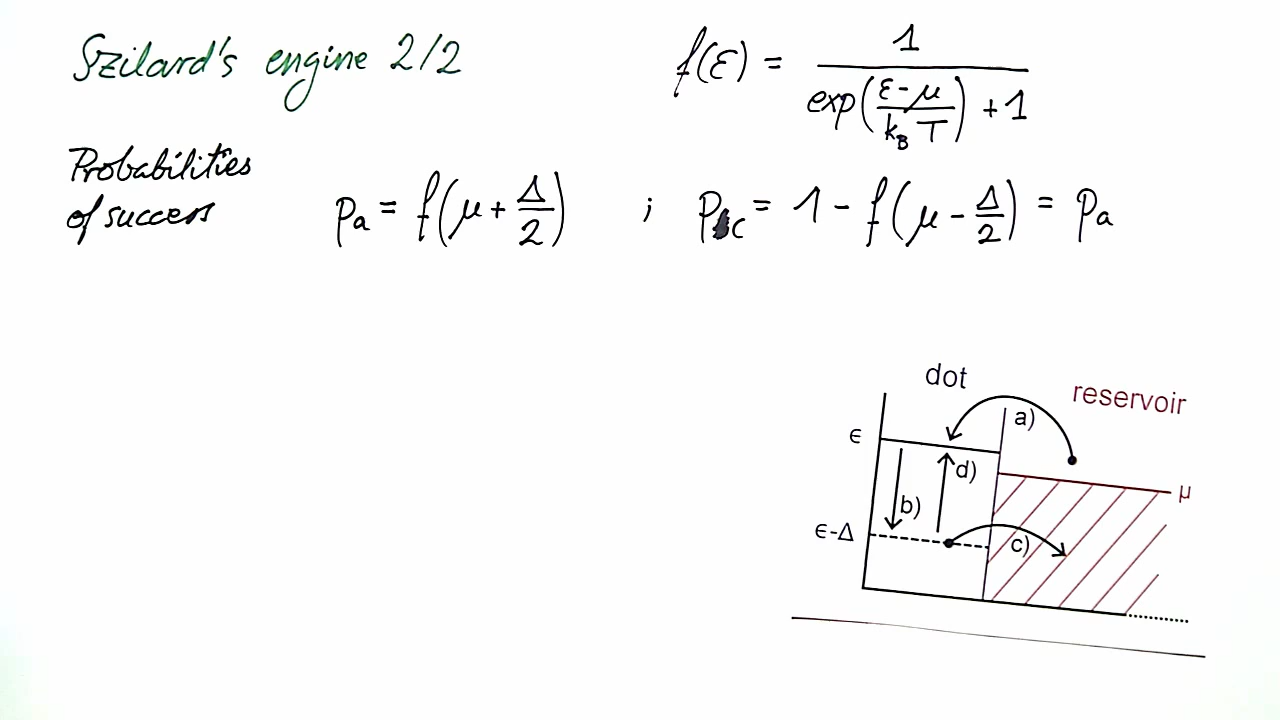 Szilard's engine 2/2
f(ε) = 1 / (exp((ε-μ)/(k_B T)) + 1)
Probabilities
of success
p_a = f(μ + Δ/2) ; p_c = 1 - f(μ - Δ/2) = p_a
dot
reservoir
a)
ϵ
d)
μ
b)
ϵ-Δ
c)